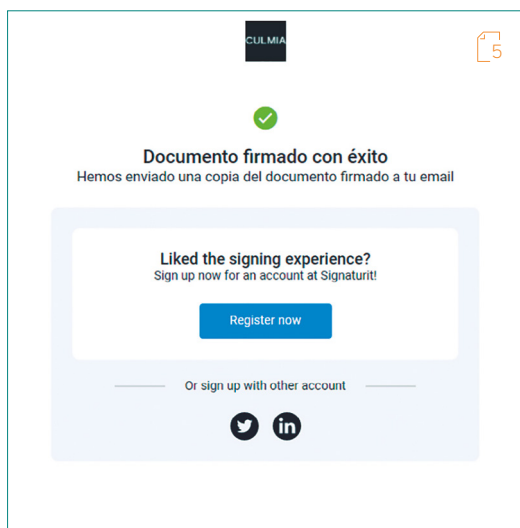 CULMIA
5
Documento firmado con éxito
Hemos enviado una copia del documento firmado a tu email
Liked the signing experience?
Sign up now for an account at Signaturit!
Register now
Or sign up with other account
in